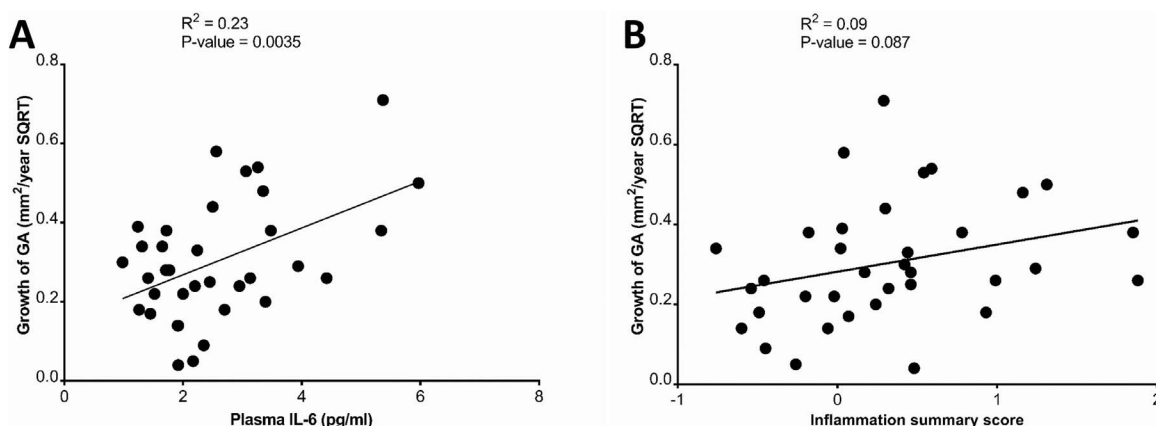 A
R² = 0.23
P-value = 0.0035
Growth of GA (mm²/year SQRT)
0.8
0.6
0.4
0.2
0.0
0 2 4 6 8
Plasma IL-6 (pg/ml)
B
R² = 0.09
P-value = 0.087
Growth of GA (mm²/year SQRT)
0.8
0.6
0.4
0.2
0.0
-1 0 1 2
Inflammation summary score